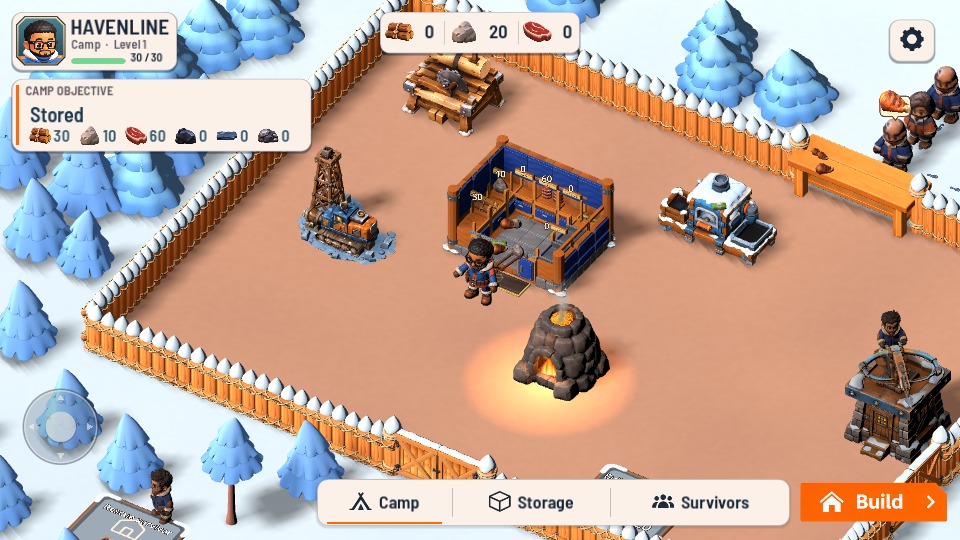 HAVENLINE
Camp · Level 1
30 / 30
0 20 0
CAMP OBJECTIVE
Stored
30 10 60 0 0 0
50 10 0 60 0
0
Camp Storage Survivors Build